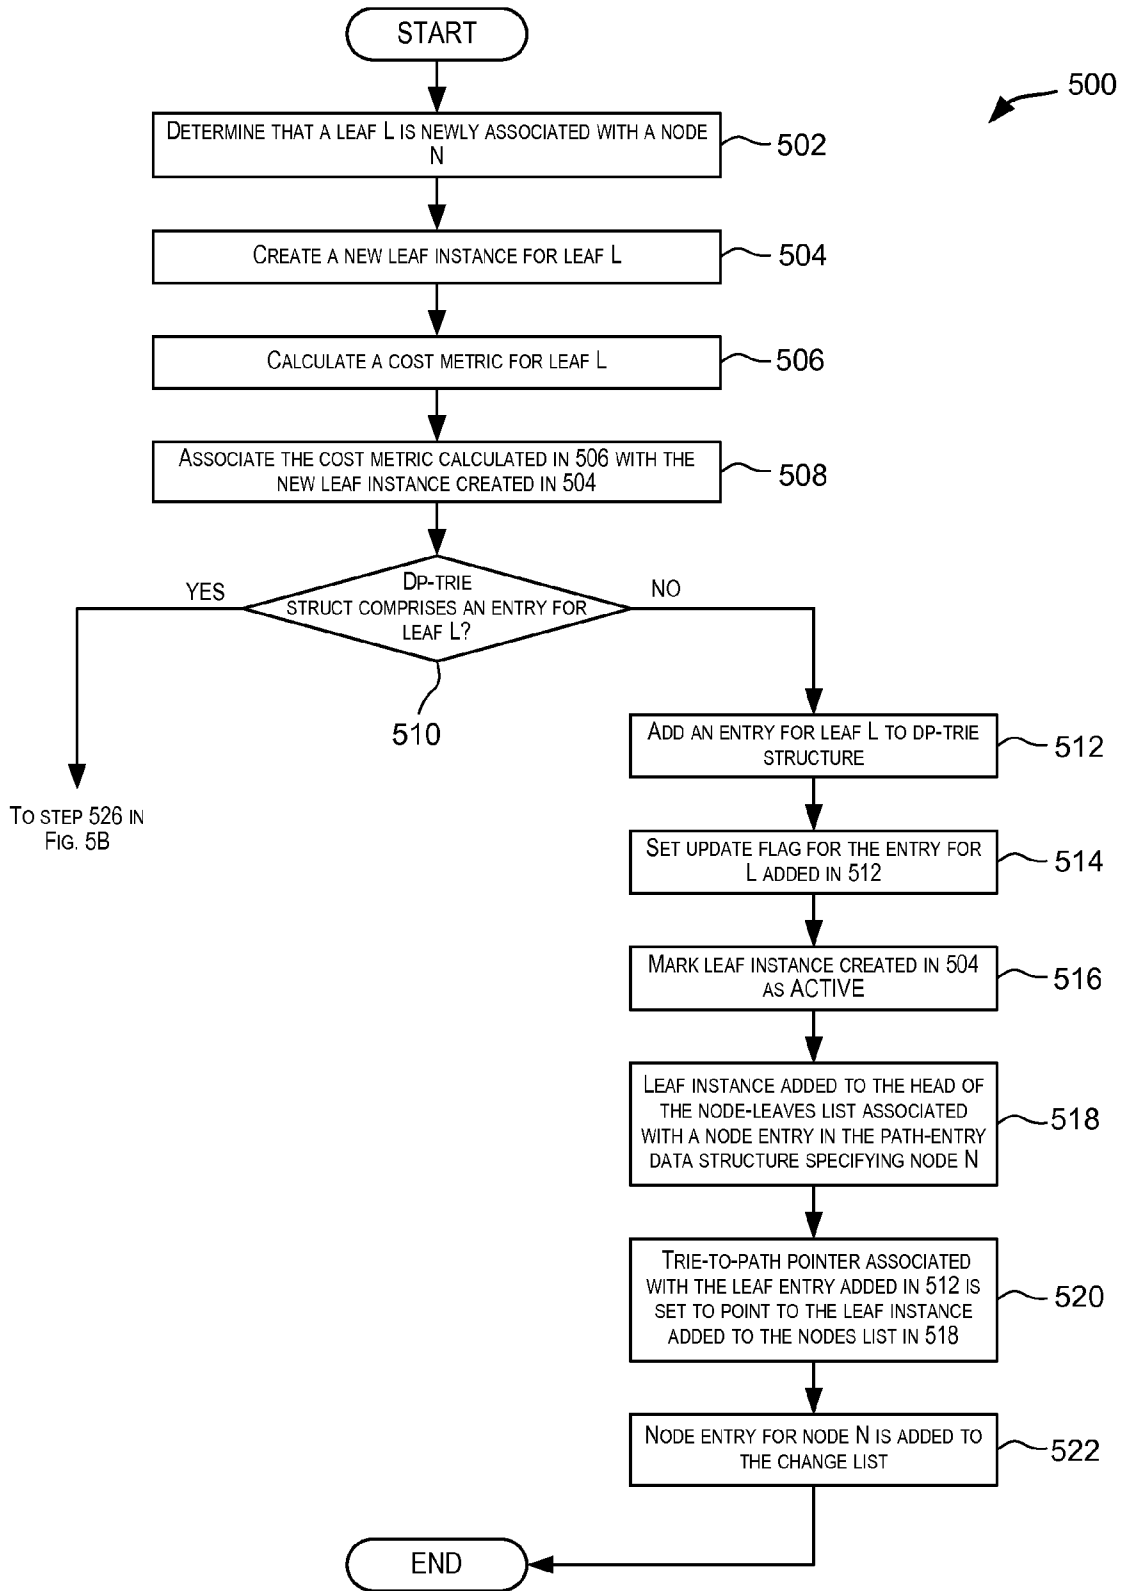 START
500
DETERMINE THAT A LEAF L IS NEWLY ASSOCIATED WITH A NODE
N
502
CREATE A NEW LEAF INSTANCE FOR LEAF L
504
CALCULATE A COST METRIC FOR LEAF L
506
ASSOCIATE THE COST METRIC CALCULATED IN 506 WITH THE
NEW LEAF INSTANCE CREATED IN 504
508
DP-TRIE
STRUCT COMPRISES AN ENTRY FOR
LEAF L?
YES
NO
510
TO STEP 526 IN
FIG. 5B
ADD AN ENTRY FOR LEAF L TO DP-TRIE
STRUCTURE
512
SET UPDATE FLAG FOR THE ENTRY FOR
L ADDED IN 512
514
MARK LEAF INSTANCE CREATED IN 504
AS ACTIVE
516
LEAF INSTANCE ADDED TO THE HEAD OF
THE NODE-LEAVES LIST ASSOCIATED
WITH A NODE ENTRY IN THE PATH-ENTRY
DATA STRUCTURE SPECIFYING NODE N
518
TRIE-TO-PATH POINTER ASSOCIATED
WITH THE LEAF ENTRY ADDED IN 512 IS
SET TO POINT TO THE LEAF INSTANCE
ADDED TO THE NODES LIST IN 518
520
NODE ENTRY FOR NODE N IS ADDED TO
THE CHANGE LIST
522
END